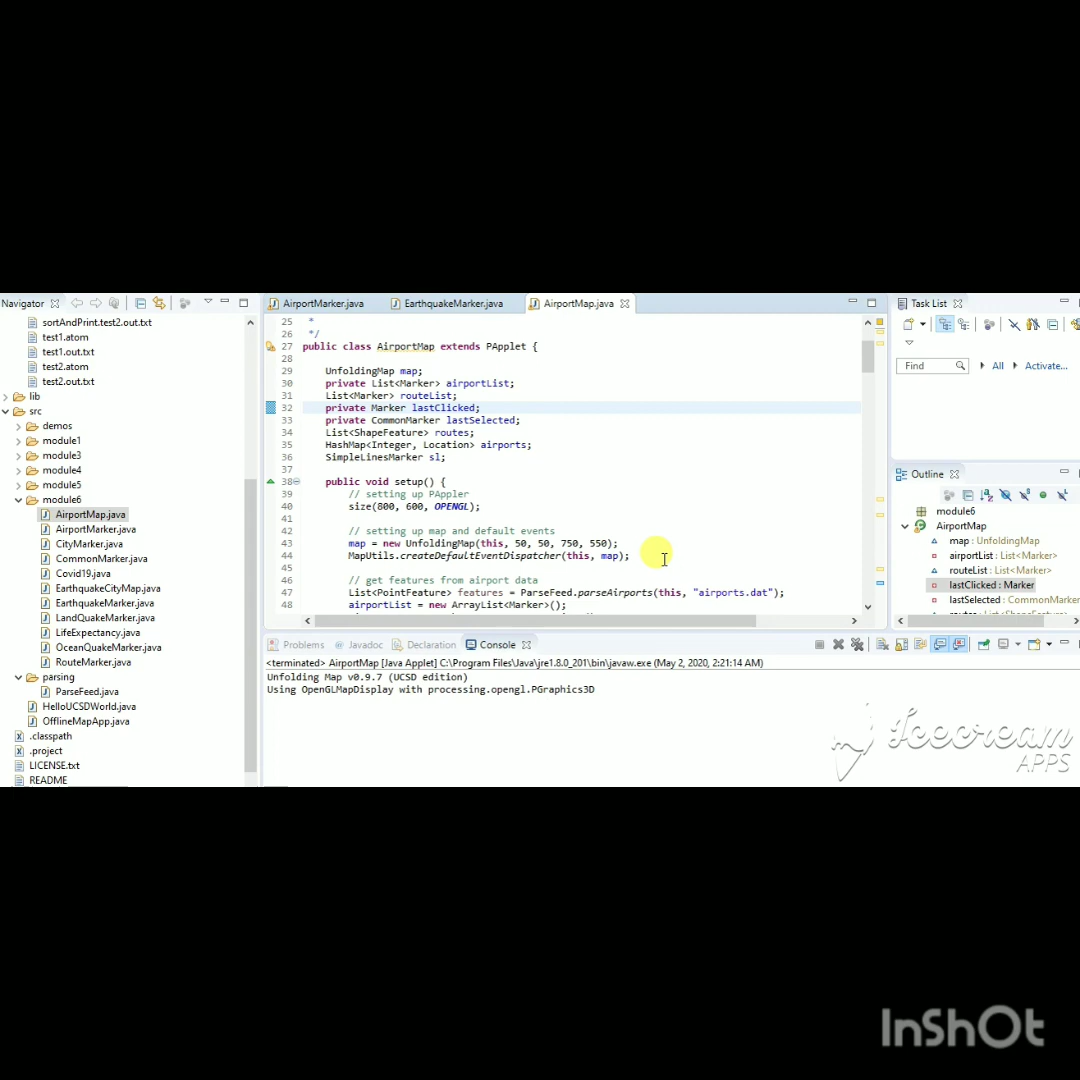 Navigator
sortAndPrint.test2.out.txt
test1.atom
test1.out.txt
test2.atom
test2.out.txt
lib
src
demos
module1
module3
module4
module5
module6
AirportMap.java
AirportMarker.java
CityMarker.java
CommonMarker.java
Covid19.java
EarthquakeCityMap.java
EarthquakeMarker.java
LandQuakeMarker.java
LifeExpectancy.java
OceanQuakeMarker.java
RouteMarker.java
parsing
ParseFeed.java
HelloUCSDWorld.java
OfflineMapApp.java
.classpath
.project
LICENSE.txt
README
AirportMarker.java EarthquakeMarker.java AirportMap.java
25 *
26 */
27 public class AirportMap extends PApplet {
28
29 UnfoldingMap map;
30 private List<Marker> airportList;
31 List<Marker> routeList;
32 private Marker lastClicked;
33 private CommonMarker lastSelected;
34 List<ShapeFeature> routes;
35 HashMap<Integer, Location> airports;
36 SimpleLinesMarker sl;
37
38 public void setup() {
39 // setting up PAppler
40 size(800, 600, OPENGL);
41
42 // setting up map and default events
43 map = new UnfoldingMap(this, 50, 50, 750, 550);
44 MapUtils.createDefaultEventDispatcher(this, map);
45
46 // get features from airport data
47 List<PointFeature> features = ParseFeed.parseAirports(this, "airports.dat");
48 airportList = new ArrayList<Marker>();
Problems Javadoc Declaration Console
<terminated> AirportMap [Java Applet] C:\Program Files\Java\jre1.8.0_201\bin\javaw.exe (May 2, 2020, 2:21:14 AM)
Unfolding Map v0.9.7 (UCSD edition)
Using OpenGLMapDisplay with processing.opengl.PGraphics3D
Task List
Find All Activate...
Outline
module6
AirportMap
map : UnfoldingMap
airportList : List<Marker>
routeList : List<Marker>
lastClicked : Marker
lastSelected : CommonMarker
Icecream
APPS
InShOt